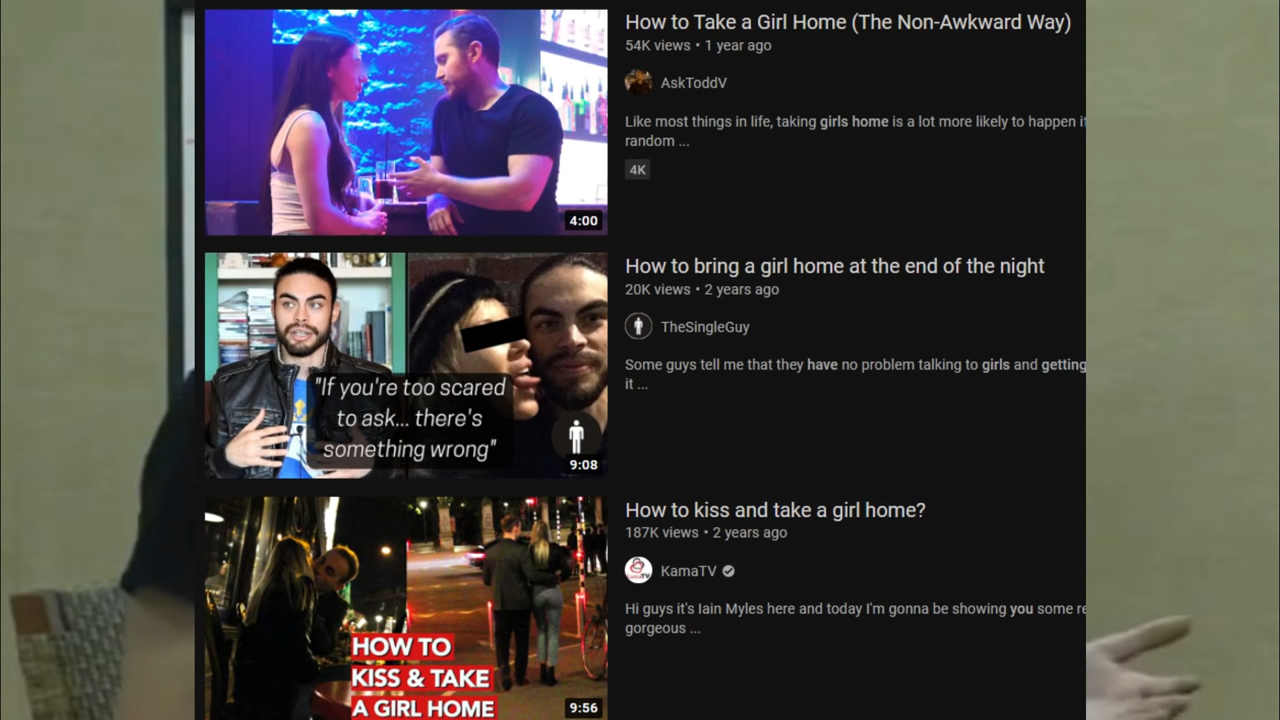 How to Take a Girl Home (The Non-Awkward Way)
54K views • 1 year ago
AskToddV
Like most things in life, taking girls home is a lot more likely to happen if
random ...
4K
4:00
How to bring a girl home at the end of the night
20K views • 2 years ago
TheSingleGuy
Some guys tell me that they have no problem talking to girls and getting
it ...
"If you're too scared
to ask... there's
something wrong"
9:08
How to kiss and take a girl home?
187K views • 2 years ago
KamaTV
Hi guys it's Iain Myles here and today I'm gonna be showing you some re
gorgeous ...
HOW TO
KISS & TAKE
A GIRL HOME
9:56